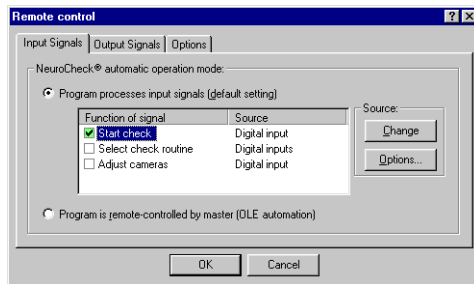 Remote control
Input Signals Output Signals Options
NeuroCheck® automatic operation mode:
Program processes input signals (default setting)
Function of signal Source
Start check Digital input
Select check routine Digital inputs
Adjust cameras Digital input
Source:
Change
Options...
Program is remote-controlled by master (OLE automation)
OK Cancel